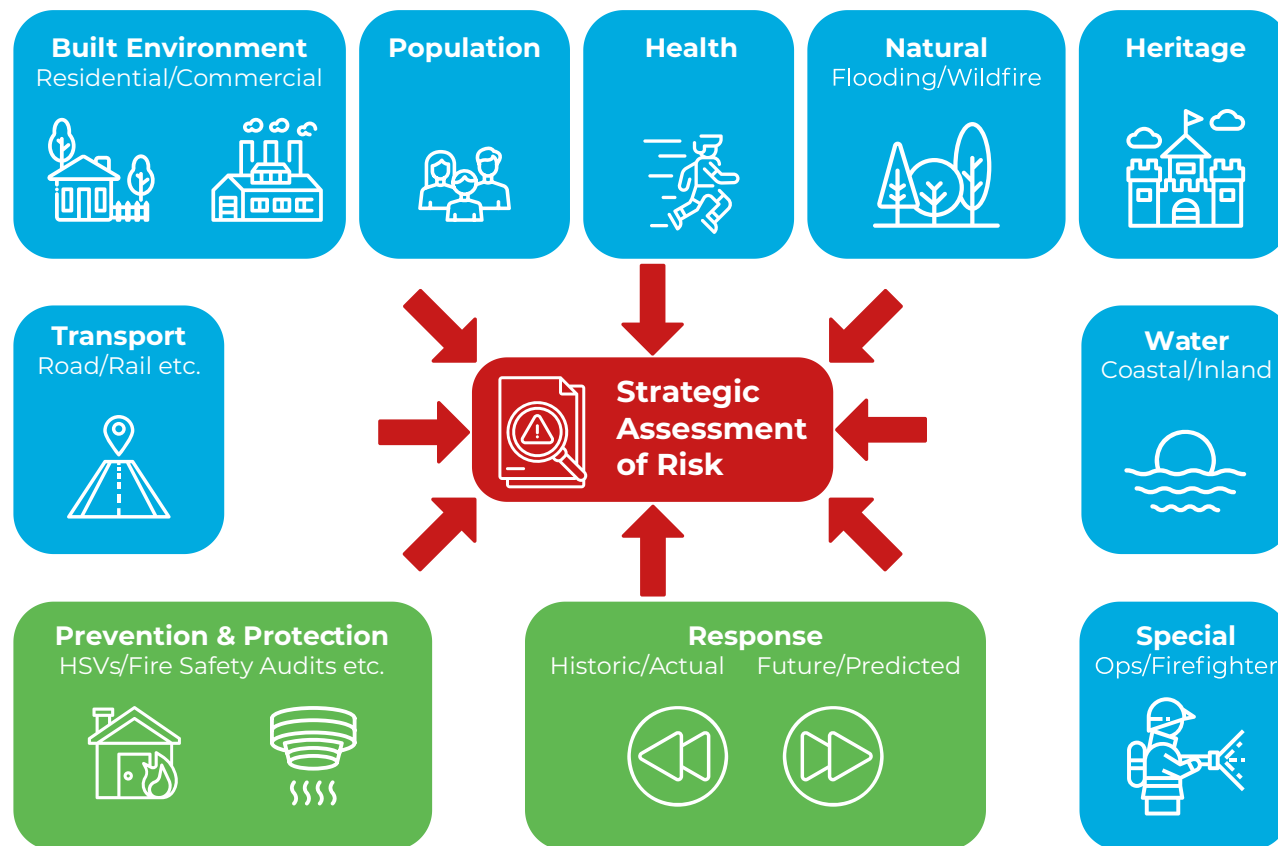 Built Environment
Residential/Commercial
Population
Health
Natural
Flooding/Wildfire
Heritage
Transport
Road/Rail etc.
Strategic
Assessment
of Risk
Water
Coastal/Inland
Prevention & Protection
HSVs/Fire Safety Audits etc.
Response
Historic/Actual Future/Predicted
Special
Ops/Firefighter